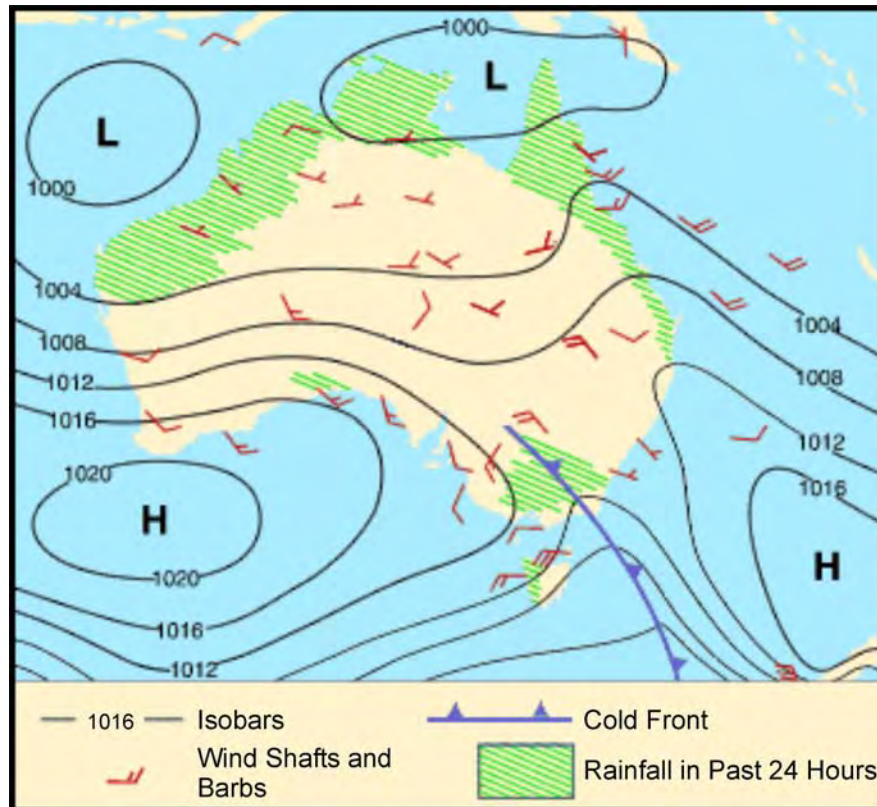 1000
L
L
1000
1004
1004
1008
1008
1012
1012
1016
1016
1020
H
H
1020
1016
1012
1016 Isobars
Cold Front
Wind Shafts and
Barbs
Rainfall in Past 24 Hours